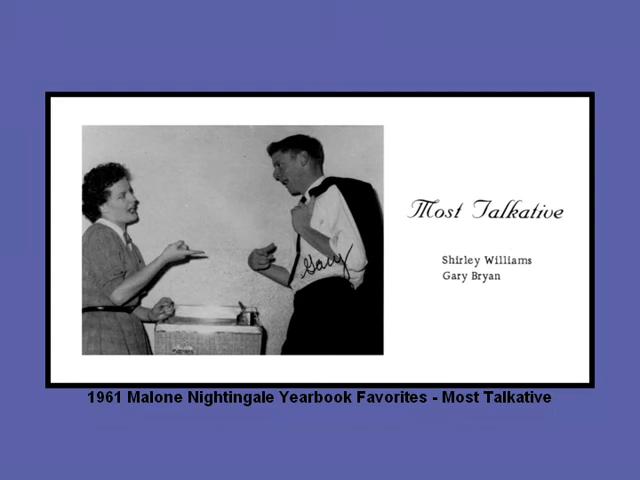 Most Talkative
Shirley Williams
Gary Bryan
Gary
1961 Malone Nightingale Yearbook Favorites - Most Talkative